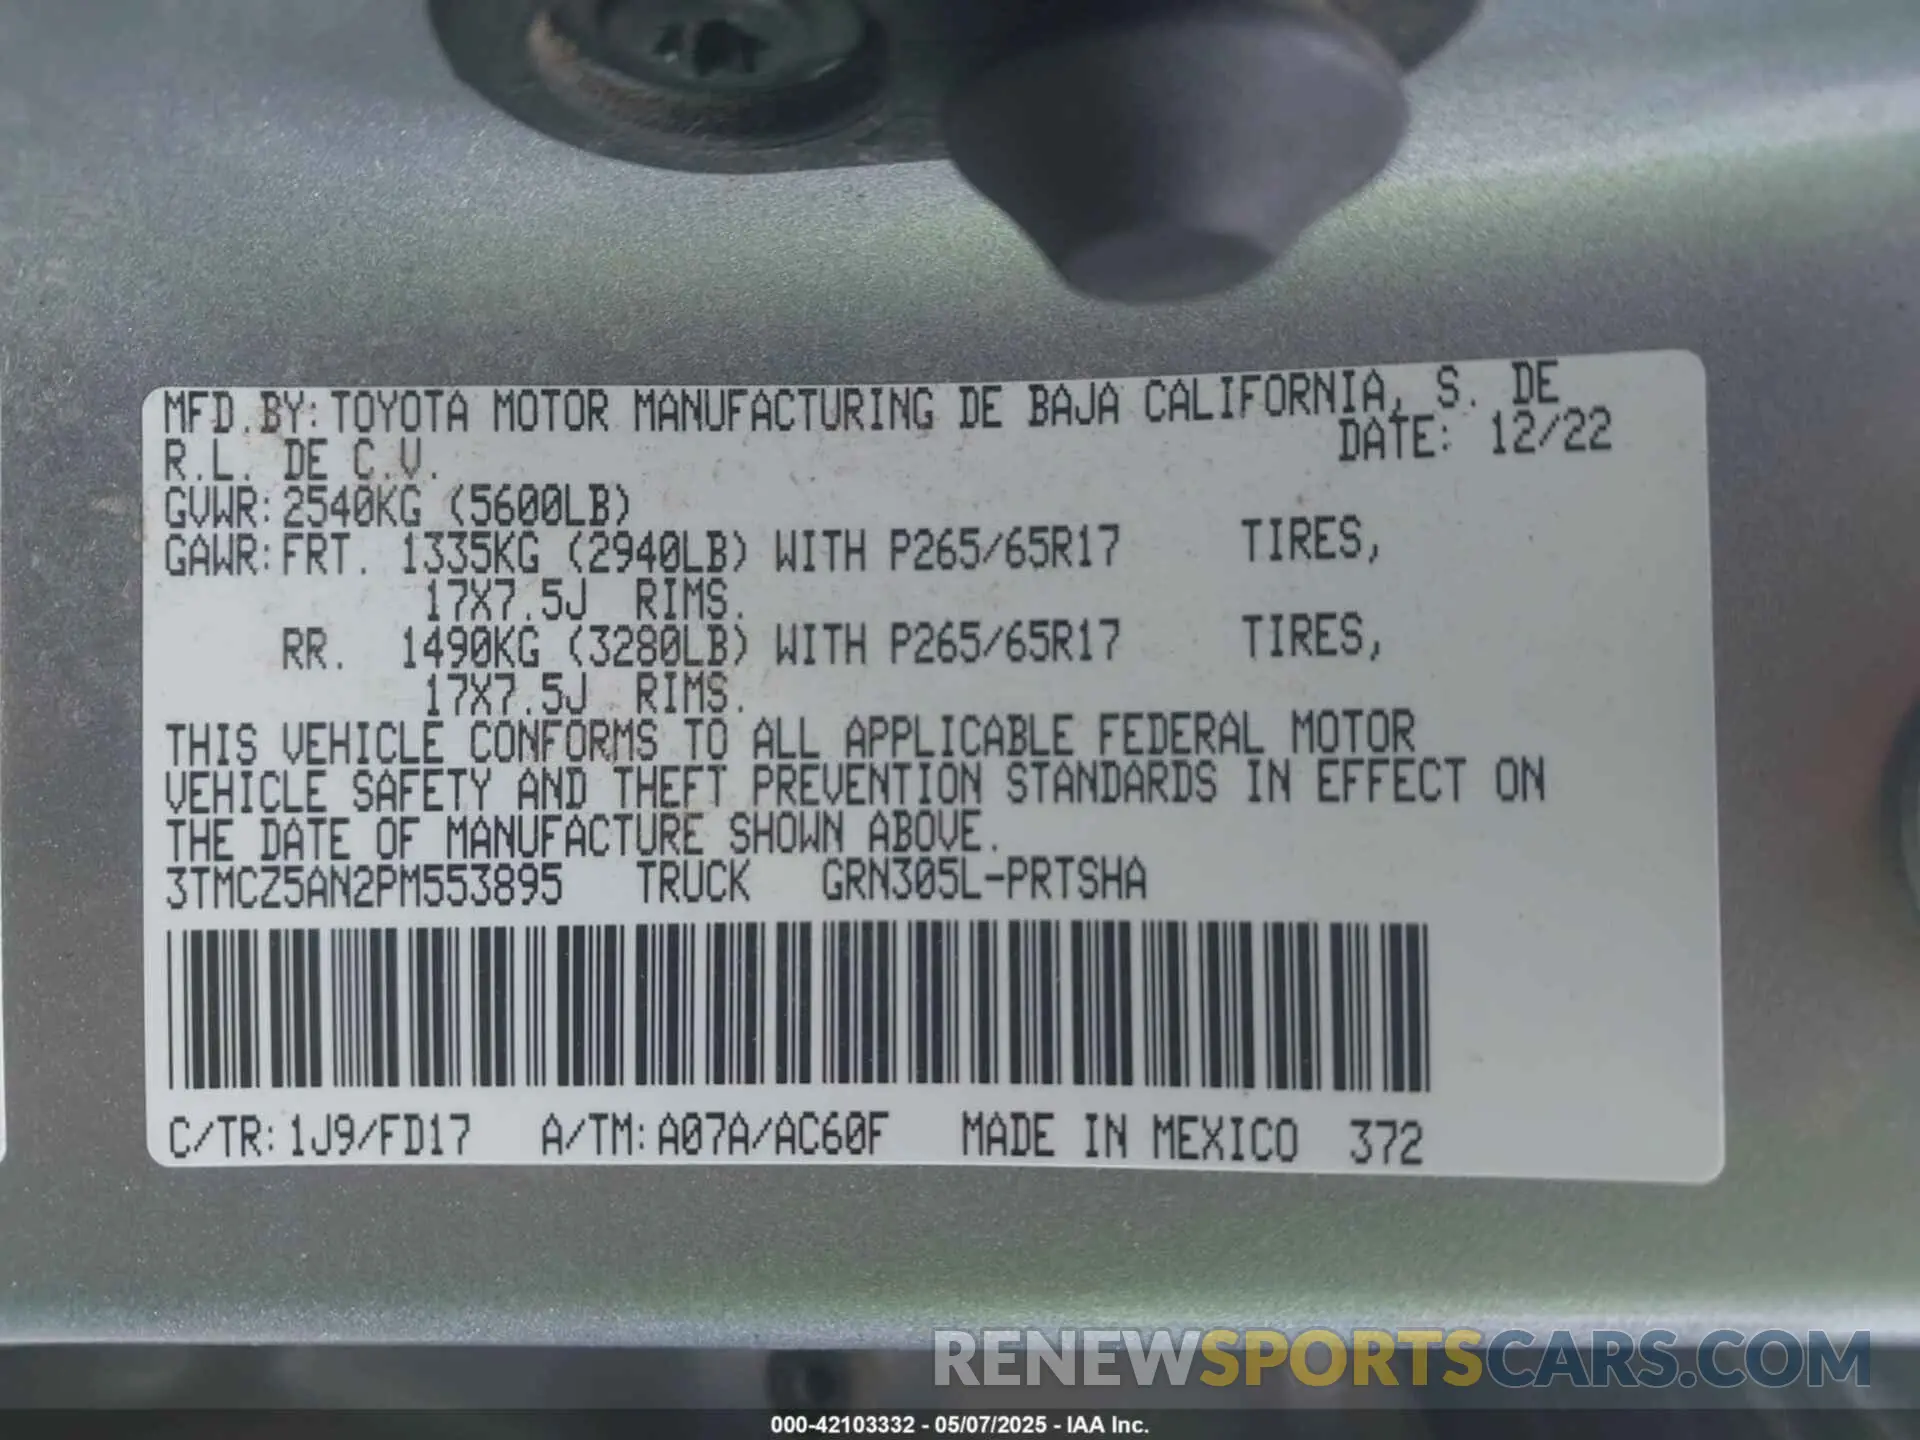 MFD.BY:TOYOTA MOTOR MANUFACTURING DE BAJA CALIFORNIA, S. DE
R.L. DE C.V. DATE: 12/22
GVWR:2540KG (5600LB)
GAWR:FRT. 1335KG (2940LB) WITH P265/65R17 TIRES,
17X7.5J RIMS.
RR. 1490KG (3280LB) WITH P265/65R17 TIRES,
17X7.5J RIMS.
THIS VEHICLE CONFORMS TO ALL APPLICABLE FEDERAL MOTOR
VEHICLE SAFETY AND THEFT PREVENTION STANDARDS IN EFFECT ON
THE DATE OF MANUFACTURE SHOWN ABOVE.
3TMCZ5AN2PM553895 TRUCK GRN305L-PRTSHA
C/TR:1J9/FD17 A/TM:A07A/AC60F MADE IN MEXICO 372
RENEWSPORTSCARS.COM
000-42103332 - 05/07/2025 - IAA Inc.